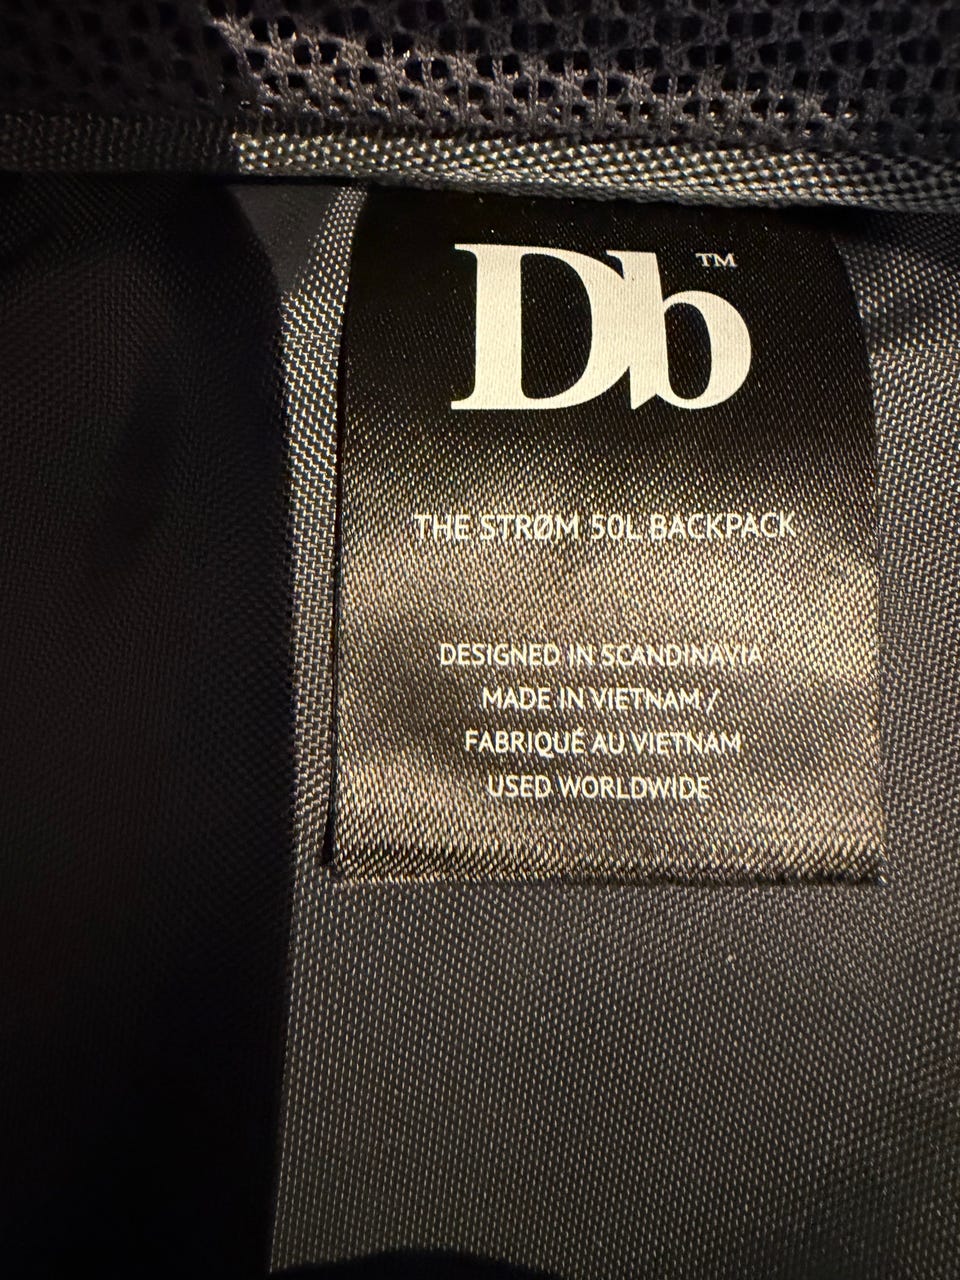 Db™
THE STRØM 50L BACKPACK
DESIGNED IN SCANDINAVIA
MADE IN VIETNAM /
FABRIQUÉ AU VIETNAM
USED WORLDWIDE